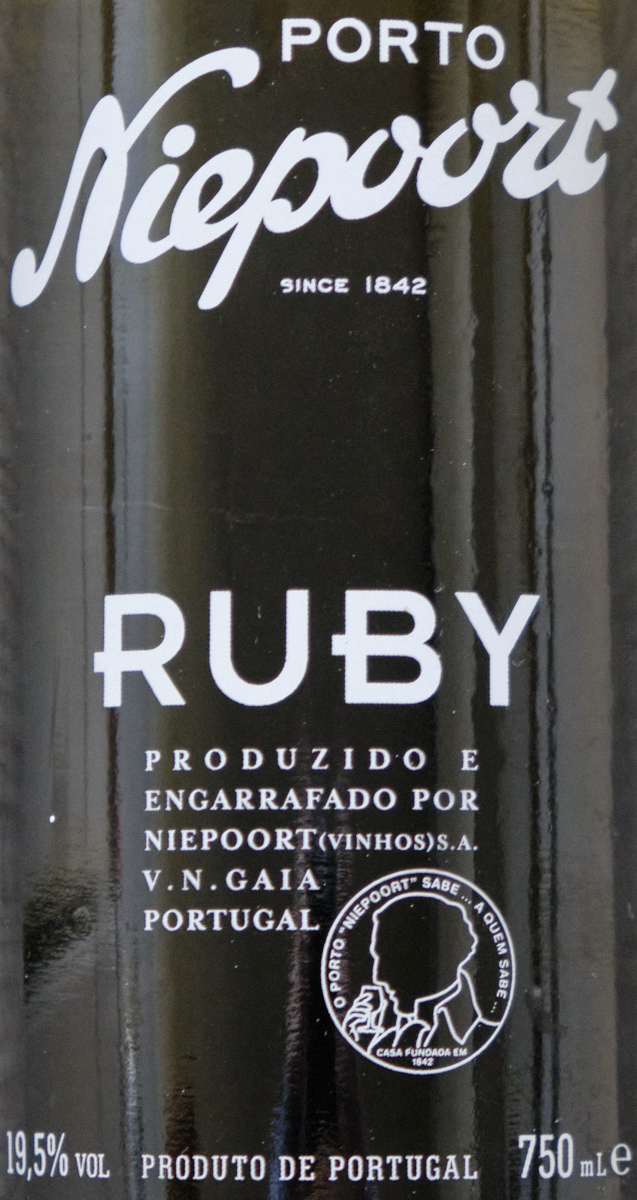 PORTO
Niepoort
SINCE 1842
RUBY
PRODUZIDO E
ENGARRAFADO POR
NIEPOORT(VINHOS)S.A.
V.N.GAIA
PORTUGAL
O PORTO "NIEPOORT" SABE ... A QUEM SABE ...
CASA FUNDADA EM
1842
19,5% VOL PRODUTO DE PORTUGAL 750 mL e